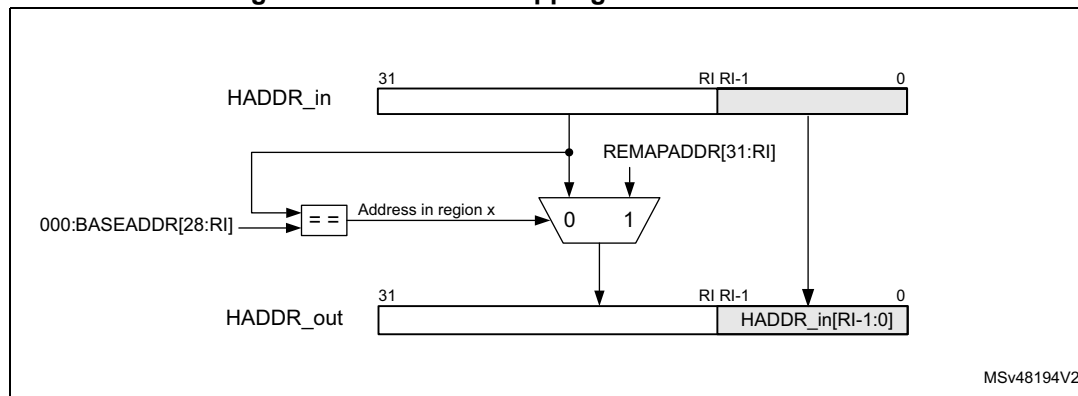 31 RI RI-1 0
HADDR_in
REMAPADDR[31:RI]
000:BASEADDR[28:RI] = = Address in region x 0 1
31 RI RI-1 0
HADDR_out HADDR_in[RI-1:0]
MSv48194V2